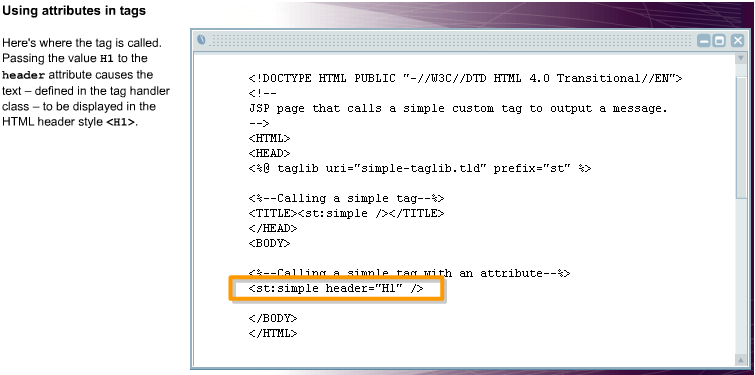 Using attributes in tags
Here's where the tag is called.
Passing the value H1 to the
header attribute causes the
text – defined in the tag handler
class – to be displayed in the
HTML header style <H1>.
<!DOCTYPE HTML PUBLIC "-//W3C//DTD HTML 4.0 Transitional//EN">
<!--
JSP page that calls a simple custom tag to output a message.
-->
<HTML>
<HEAD>
<%@ taglib uri="simple-taglib.tld" prefix="st" %>
<%--Calling a simple tag--%>
<TITLE><st:simple /></TITLE>
</HEAD>
<BODY>
<%--Calling a simple tag with an attribute--%>
<st:simple header="H1" />
</BODY>
</HTML>